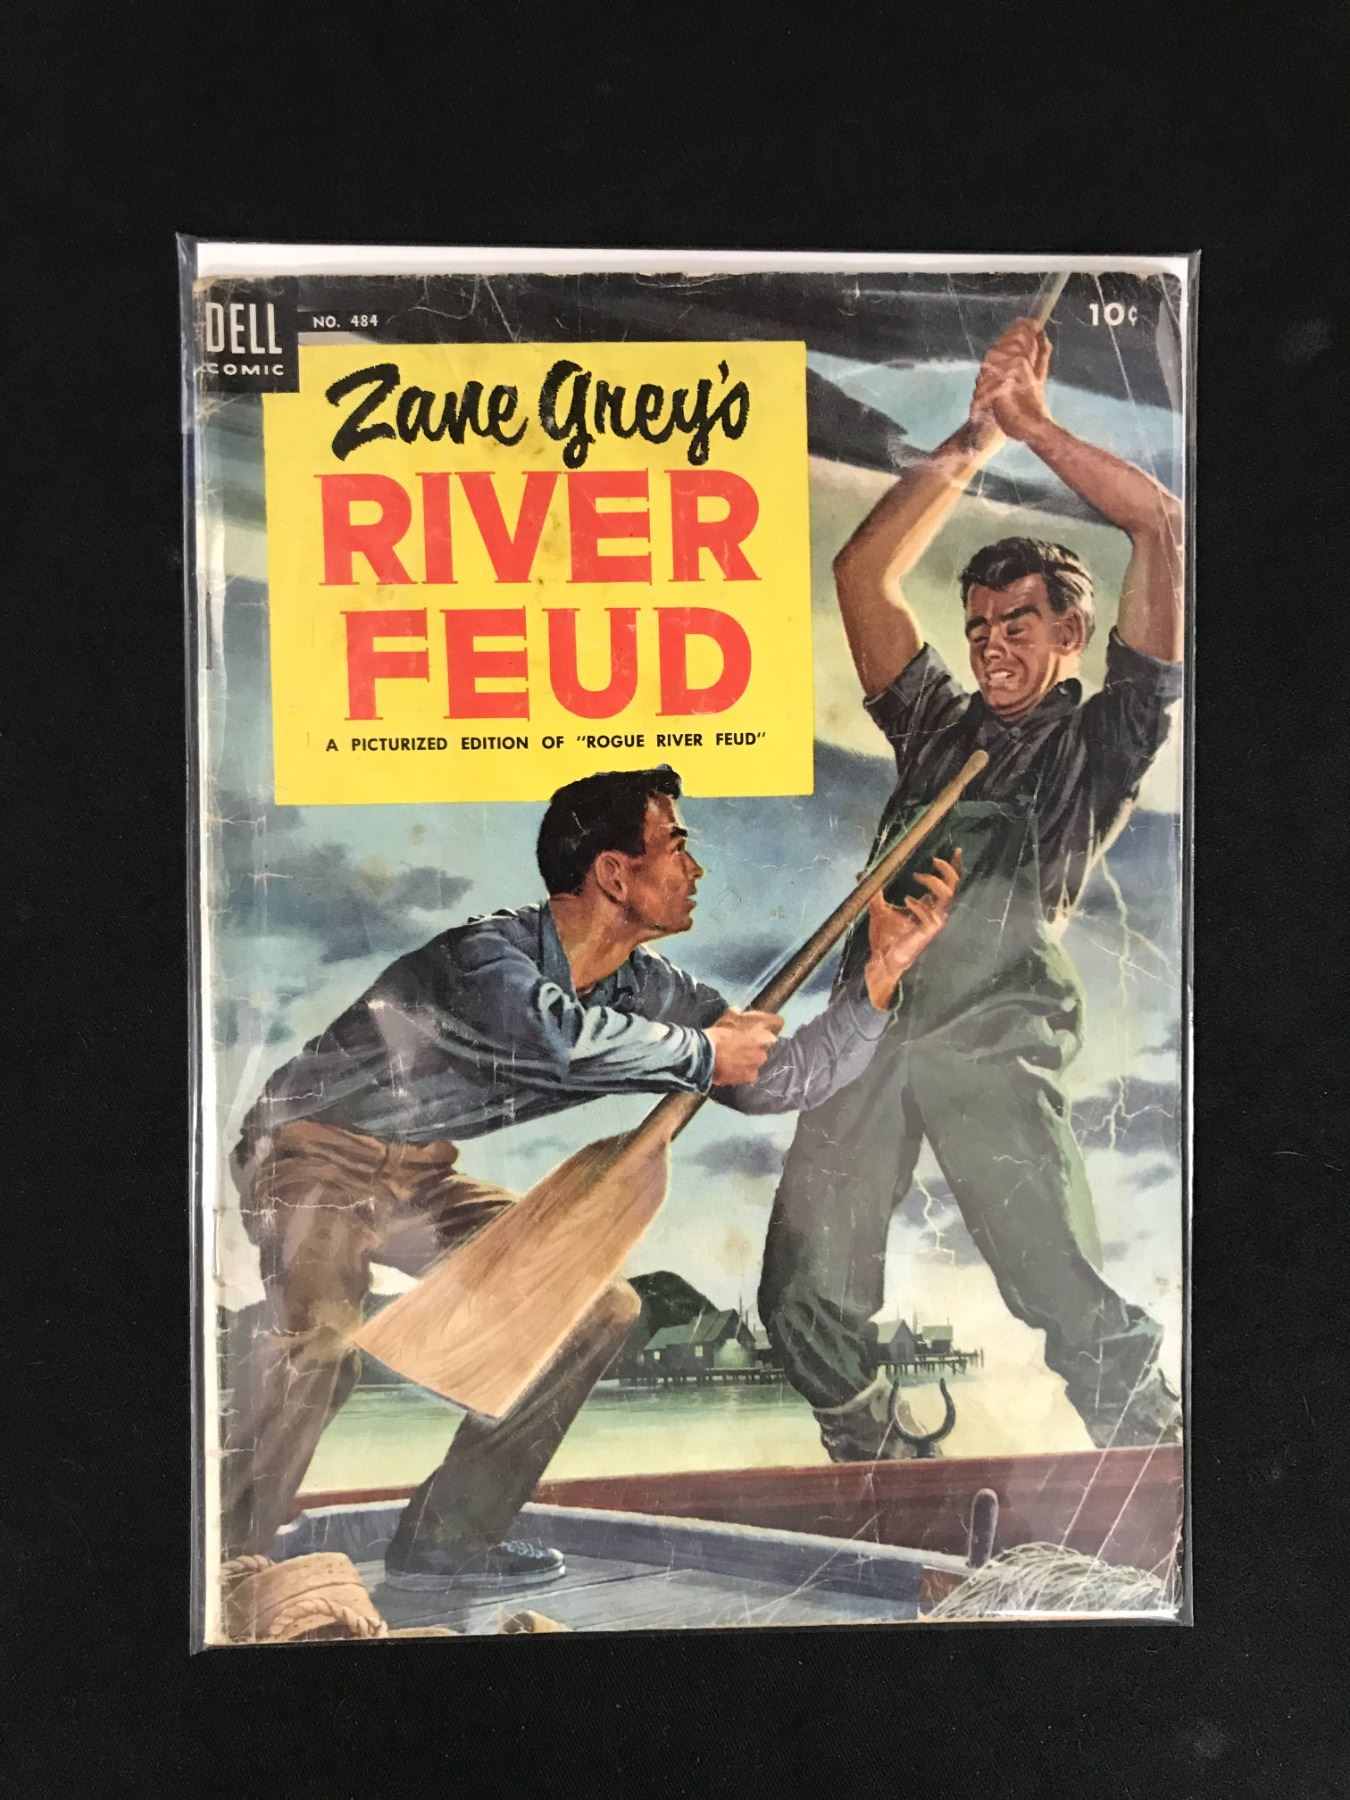 DELL
COMIC
NO. 484
10¢
Zane Grey's
RIVER
FEUD
A PICTURIZED EDITION OF "ROGUE RIVER FEUD"